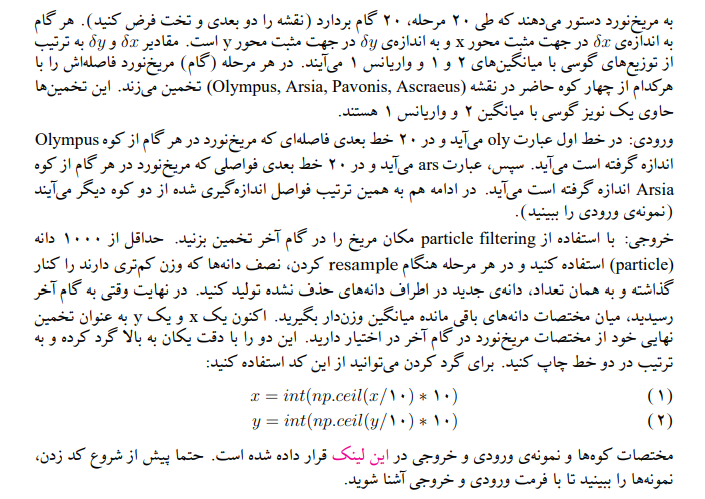 به مریخ‌نورد دستور می‌دهند که طی ۲۰ مرحله، ۲۰ گام بردارد (نقشه را دو بعدی و تخت فرض کنید). هر گام
به اندازه‌ی δx در جهت مثبت محور x و به اندازه‌ی δy در جهت مثبت محور y است. مقادیر δx و δy به ترتیب
از توزیع‌های گوسی با میانگین‌های ۲ و ۱ و واریانس ۱ می‌آیند. در هر مرحله (گام) مریخ‌نورد فاصله‌اش را با
هرکدام از چهار کوه حاضر در نقشه (Olympus, Arsia, Pavonis, Ascraeus) تخمین می‌زند. این تخمین‌ها
حاوی یک نویز گوسی با میانگین ۲ و واریانس ۱ هستند.
ورودی: در خط اول عبارت oly می‌آید و در ۲۰ خط بعدی فاصله‌ای که مریخ‌نورد در هر گام از کوه Olympus
اندازه گرفته است می‌آید. سپس، عبارت ars می‌آید و در ۲۰ خط بعدی فواصلی که مریخ‌نورد در هر گام از کوه
Arsia اندازه گرفته است می‌آید. در ادامه هم به همین ترتیب فواصل اندازه‌گیری شده از دو کوه دیگر می‌آیند
(نمونه‌ی ورودی را ببینید).
خروجی: با استفاده از particle filtering مکان مریخ را در گام آخر تخمین بزنید. حداقل از ۱۰۰۰ دانه
(particle) استفاده کنید و در هر مرحله هنگام resample کردن، نصف دانه‌ها که وزن کم‌تری دارند را کنار
گذاشته و به همان تعداد، دانه‌ی جدید در اطراف دانه‌های حذف نشده تولید کنید. در نهایت وقتی به گام آخر
رسیدید، میان مختصات دانه‌های باقی مانده میانگین وزن‌دار بگیرید. اکنون یک x و یک y به عنوان تخمین
نهایی خود از مختصات مریخ‌نورد در گام آخر در اختیار دارید. این دو را با دقت یکان به بالا گرد کرده و به
ترتیب در دو خط چاپ کنید. برای گرد کردن می‌توانید از این کد استفاده کنید:
x = int(np.ceil(x/۱۰) * ۱۰) (۱)
y = int(np.ceil(y/۱۰) * ۱۰) (۲)
مختصات کوه‌ها و نمونه‌ی ورودی و خروجی در این لینک قرار داده شده است. حتما پیش از شروع کد زدن،
نمونه‌ها را ببینید تا با فرمت ورودی و خروجی آشنا شوید.